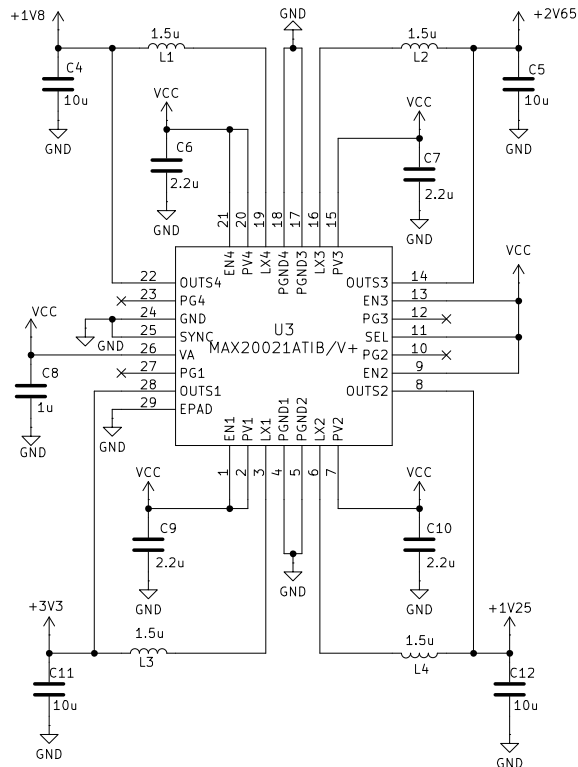 +1V8
1.5u
L1
C4
10u
GND
GND
1.5u
L2
+2V65
C5
10u
GND
VCC
C6
2.2u
GND
VCC
C7
2.2u
GND
21
20
19
18
17
16
15
EN4
PV4
LX4
PGND4
PGND3
LX3
PV3
22
OUTS4
23
PG4
24
GND
25
SYNC
26
VA
27
PG1
28
OUTS1
29
EPAD
GND
VCC
C8
1u
GND
GND
U3
MAX20021ATIB/V+
OUTS3
14
EN3
13
PG3
12
SEL
11
PG2
10
EN2
9
OUTS2
8
VCC
EN1
PV1
LX1
PGND1
PGND2
LX2
PV2
1
2
3
4
5
6
7
VCC
C9
2.2u
GND
VCC
C10
2.2u
GND
GND
+3V3
1.5u
L3
C11
10u
GND
1.5u
L4
+1V25
C12
10u
GND